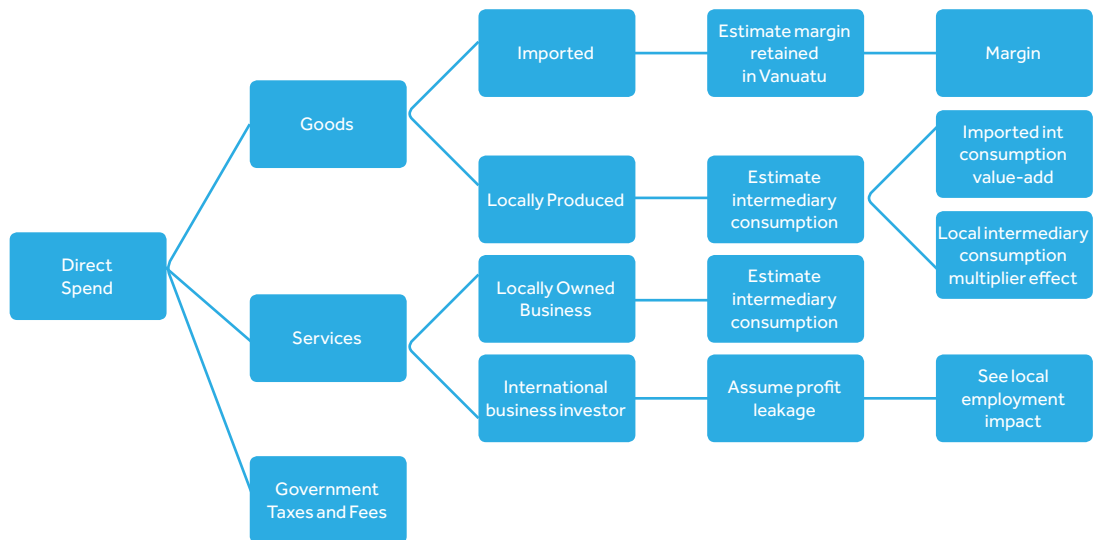 Direct
Spend
Goods
Services
Government
Taxes and Fees
Imported
Locally Produced
Locally Owned
Business
International
business investor
Estimate margin
retained
in Vanuatu
Estimate
intermediary
consumption
Estimate
intermediary
consumption
Assume profit
leakage
Margin
Imported int
consumption
value-add
Local intermediary
consumption
multiplier effect
See local
employment
impact